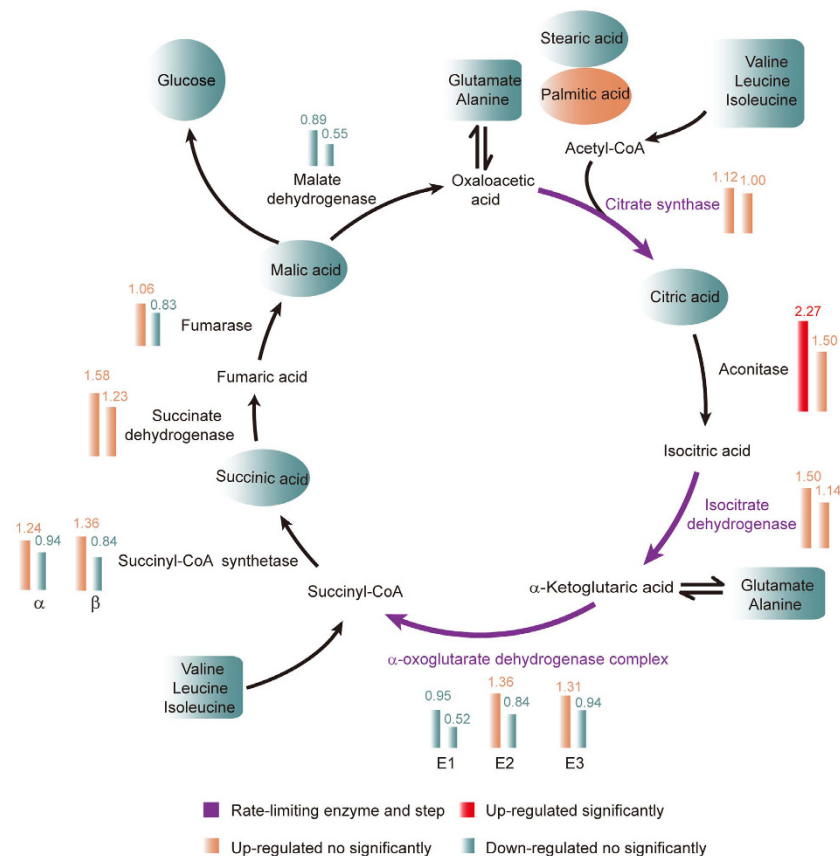 Stearic acid
Glucose
Glutamate
Alanine
Palmitic acid
Valine
Leucine
Isoleucine
0.89
0.55
Malate
dehydrogenase
Acetyl-CoA
Oxaloacetic
acid
Citrate synthase
1.12
1.00
Malic acid
Citric acid
1.06
0.83
Fumarase
2.27
1.50
Aconitase
Fumaric acid
1.58
1.23
Succinate
dehydrogenase
Isocitric acid
Succinic acid
Isocitrate
dehydrogenase
1.50
1.14
1.24
0.94
α
1.36
0.84
β
Succinyl-CoA synthetase
Succinyl-CoA
α-Ketoglutaric acid
Glutamate
Alanine
Valine
Leucine
Isoleucine
α-oxoglutarate dehydrogenase complex
0.95
0.52
E1
1.36
0.84
E2
1.31
0.94
E3
Rate-limiting enzyme and step
Up-regulated significantly
Up-regulated no significantly
Down-regulated no significantly